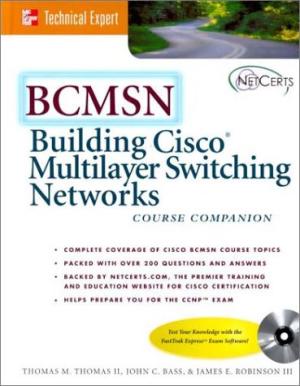 Technical Expert
NETCERTS
BCMSN
Building Cisco®
Multilayer Switching
Networks
COURSE COMPANION
• COMPLETE COVERAGE OF CISCO BCMSN COURSE TOPICS
• PACKED WITH OVER 200 QUESTIONS AND ANSWERS
• BACKED BY NETCERTS.COM, THE PREMIER TRAINING
AND EDUCATION WEBSITE FOR CISCO CERTIFICATION
• HELPS PREPARE YOU FOR THE CCNP™ EXAM
Test Your Knowledge with the
FastTrak Express™ Exam Software!
THOMAS M. THOMAS II, JOHN C. BASS, & JAMES E. ROBINSON III